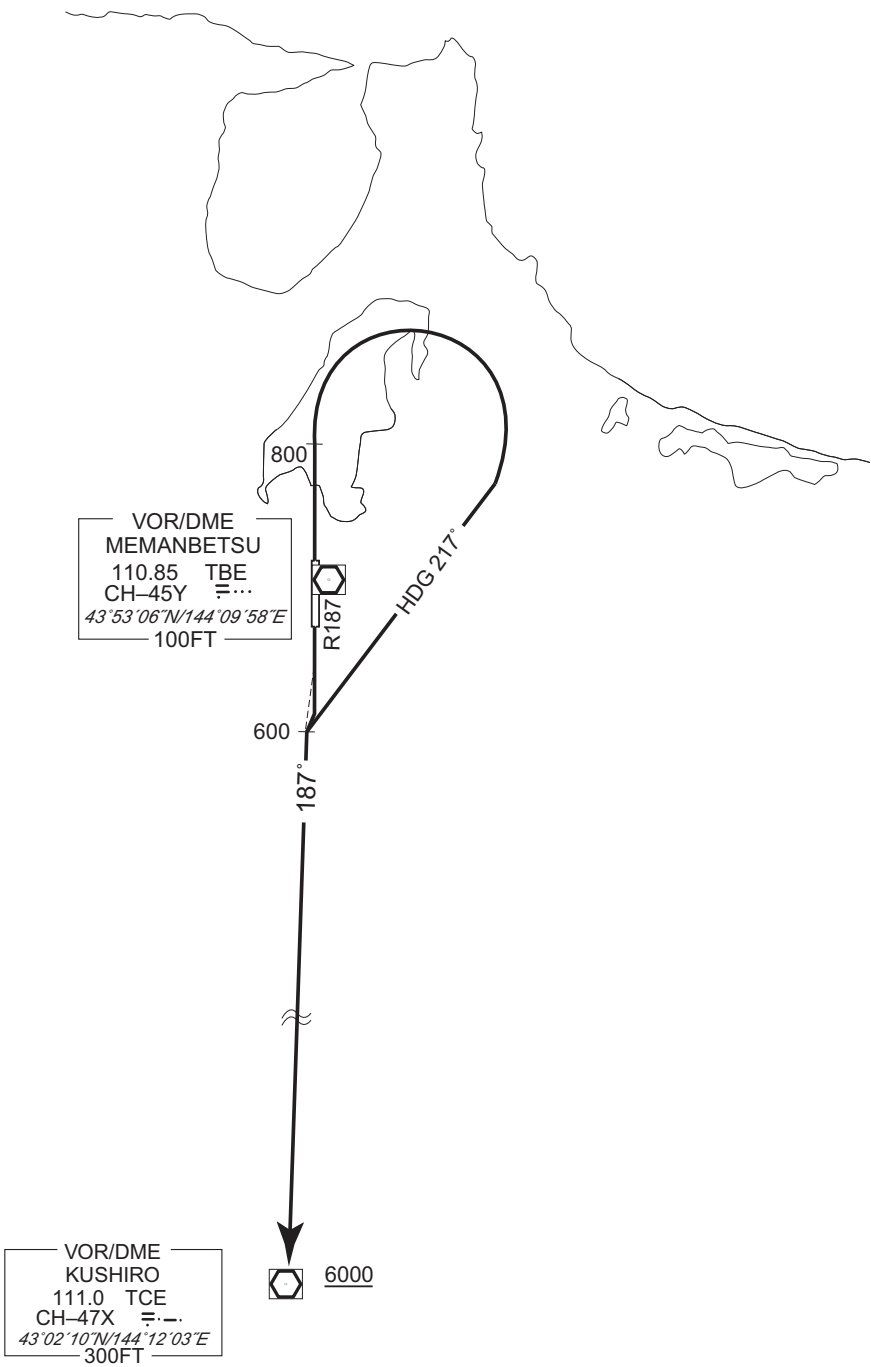 800
VOR/DME
MEMANBETSU
110.85 TBE
CH–45Y
43°53′06″N/144°09′58″E
100FT
R187
HDG 217°
600
187°
VOR/DME
KUSHIRO
111.0 TCE
CH–47X
43°02′10″N/144°12′03″E
300FT
6000